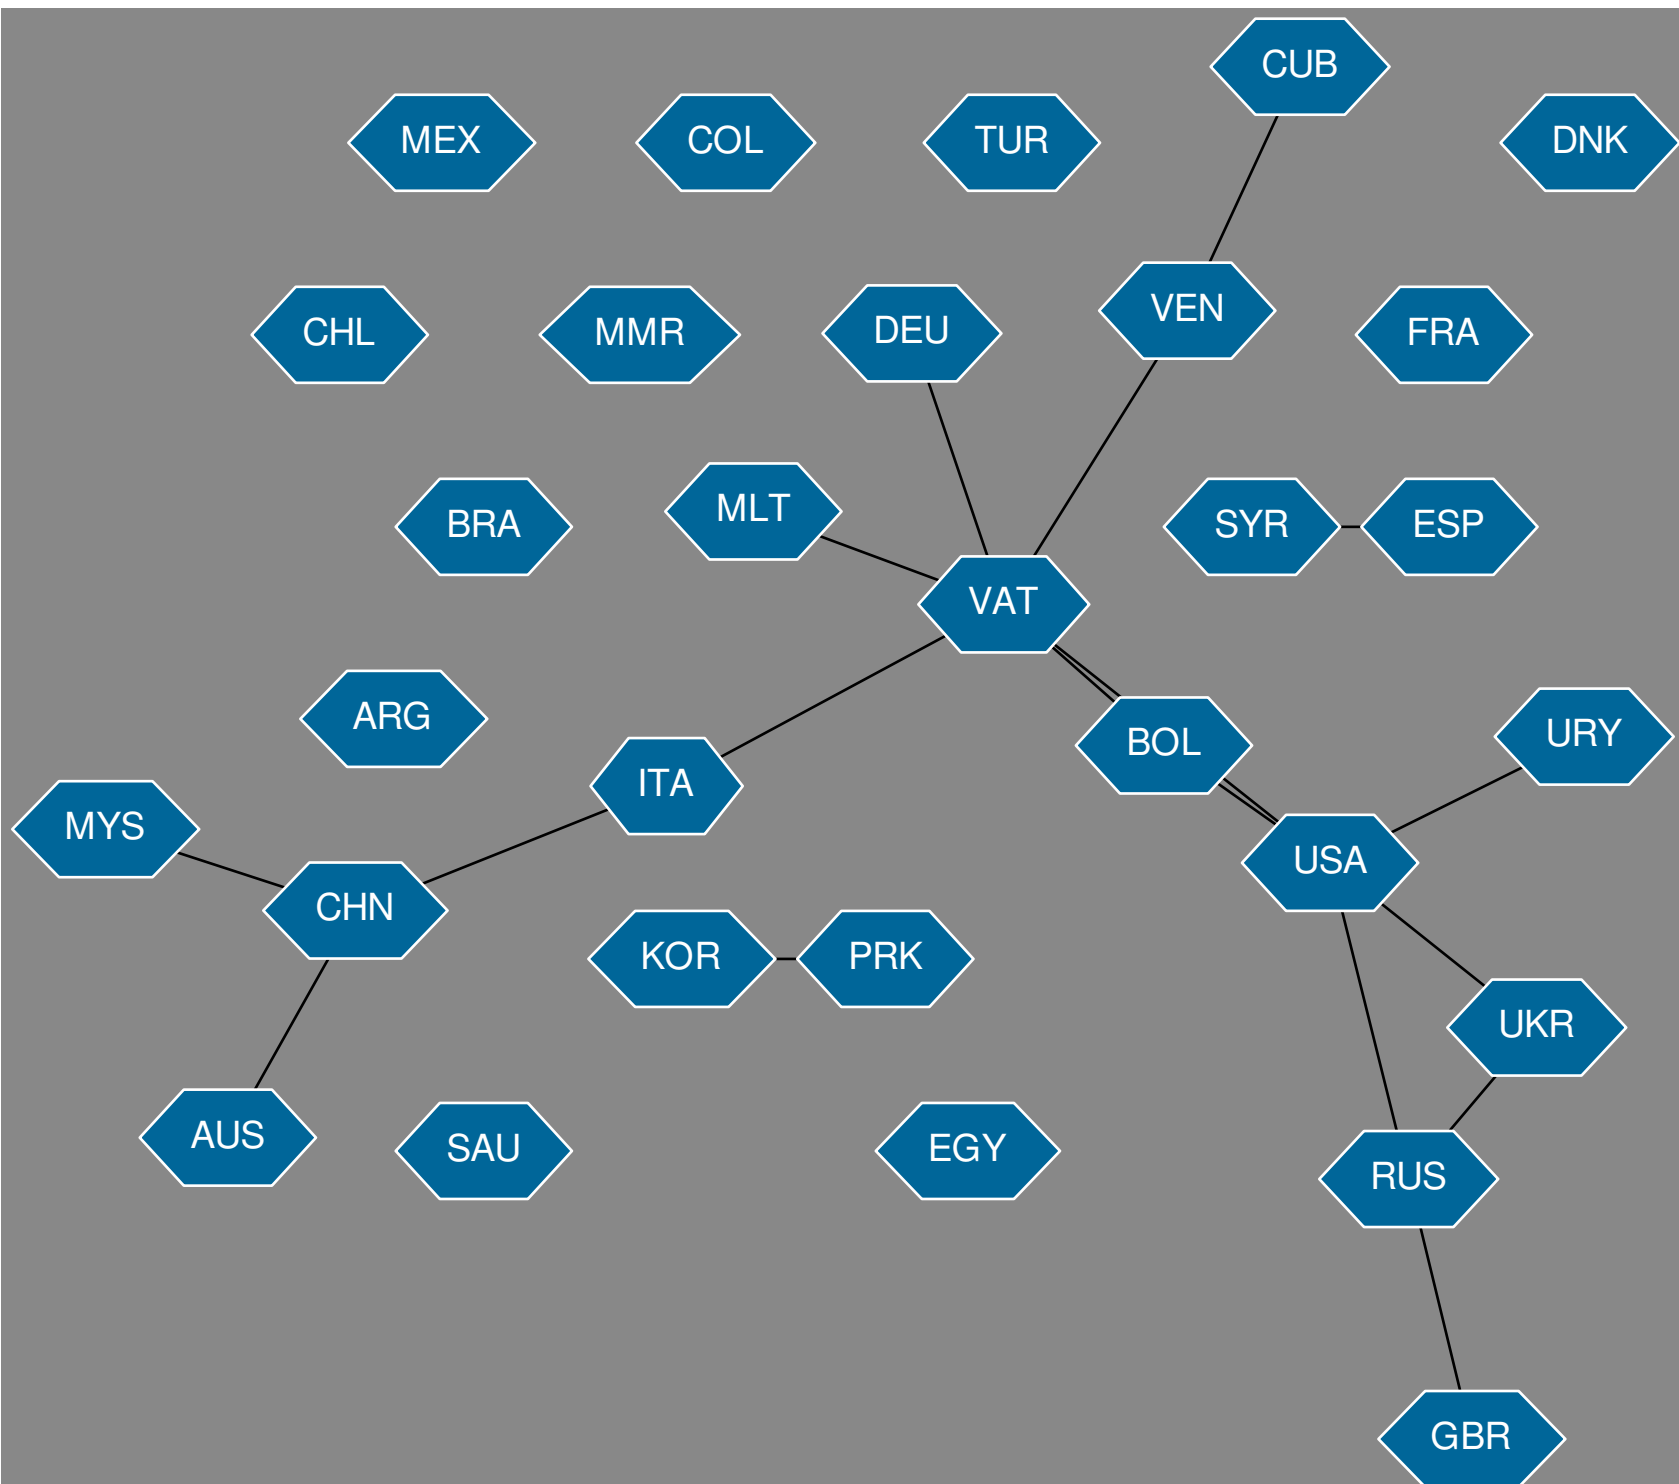 CUB
MEX
COL
TUR
DNK
VEN
CHL
MMR
DEU
FRA
MLT
BRA
SYR
ESP
VAT
ARG
BOL
URY
ITA
MYS
USA
CHN
KOR
PRK
UKR
AUS
SAU
EGY
RUS
GBR